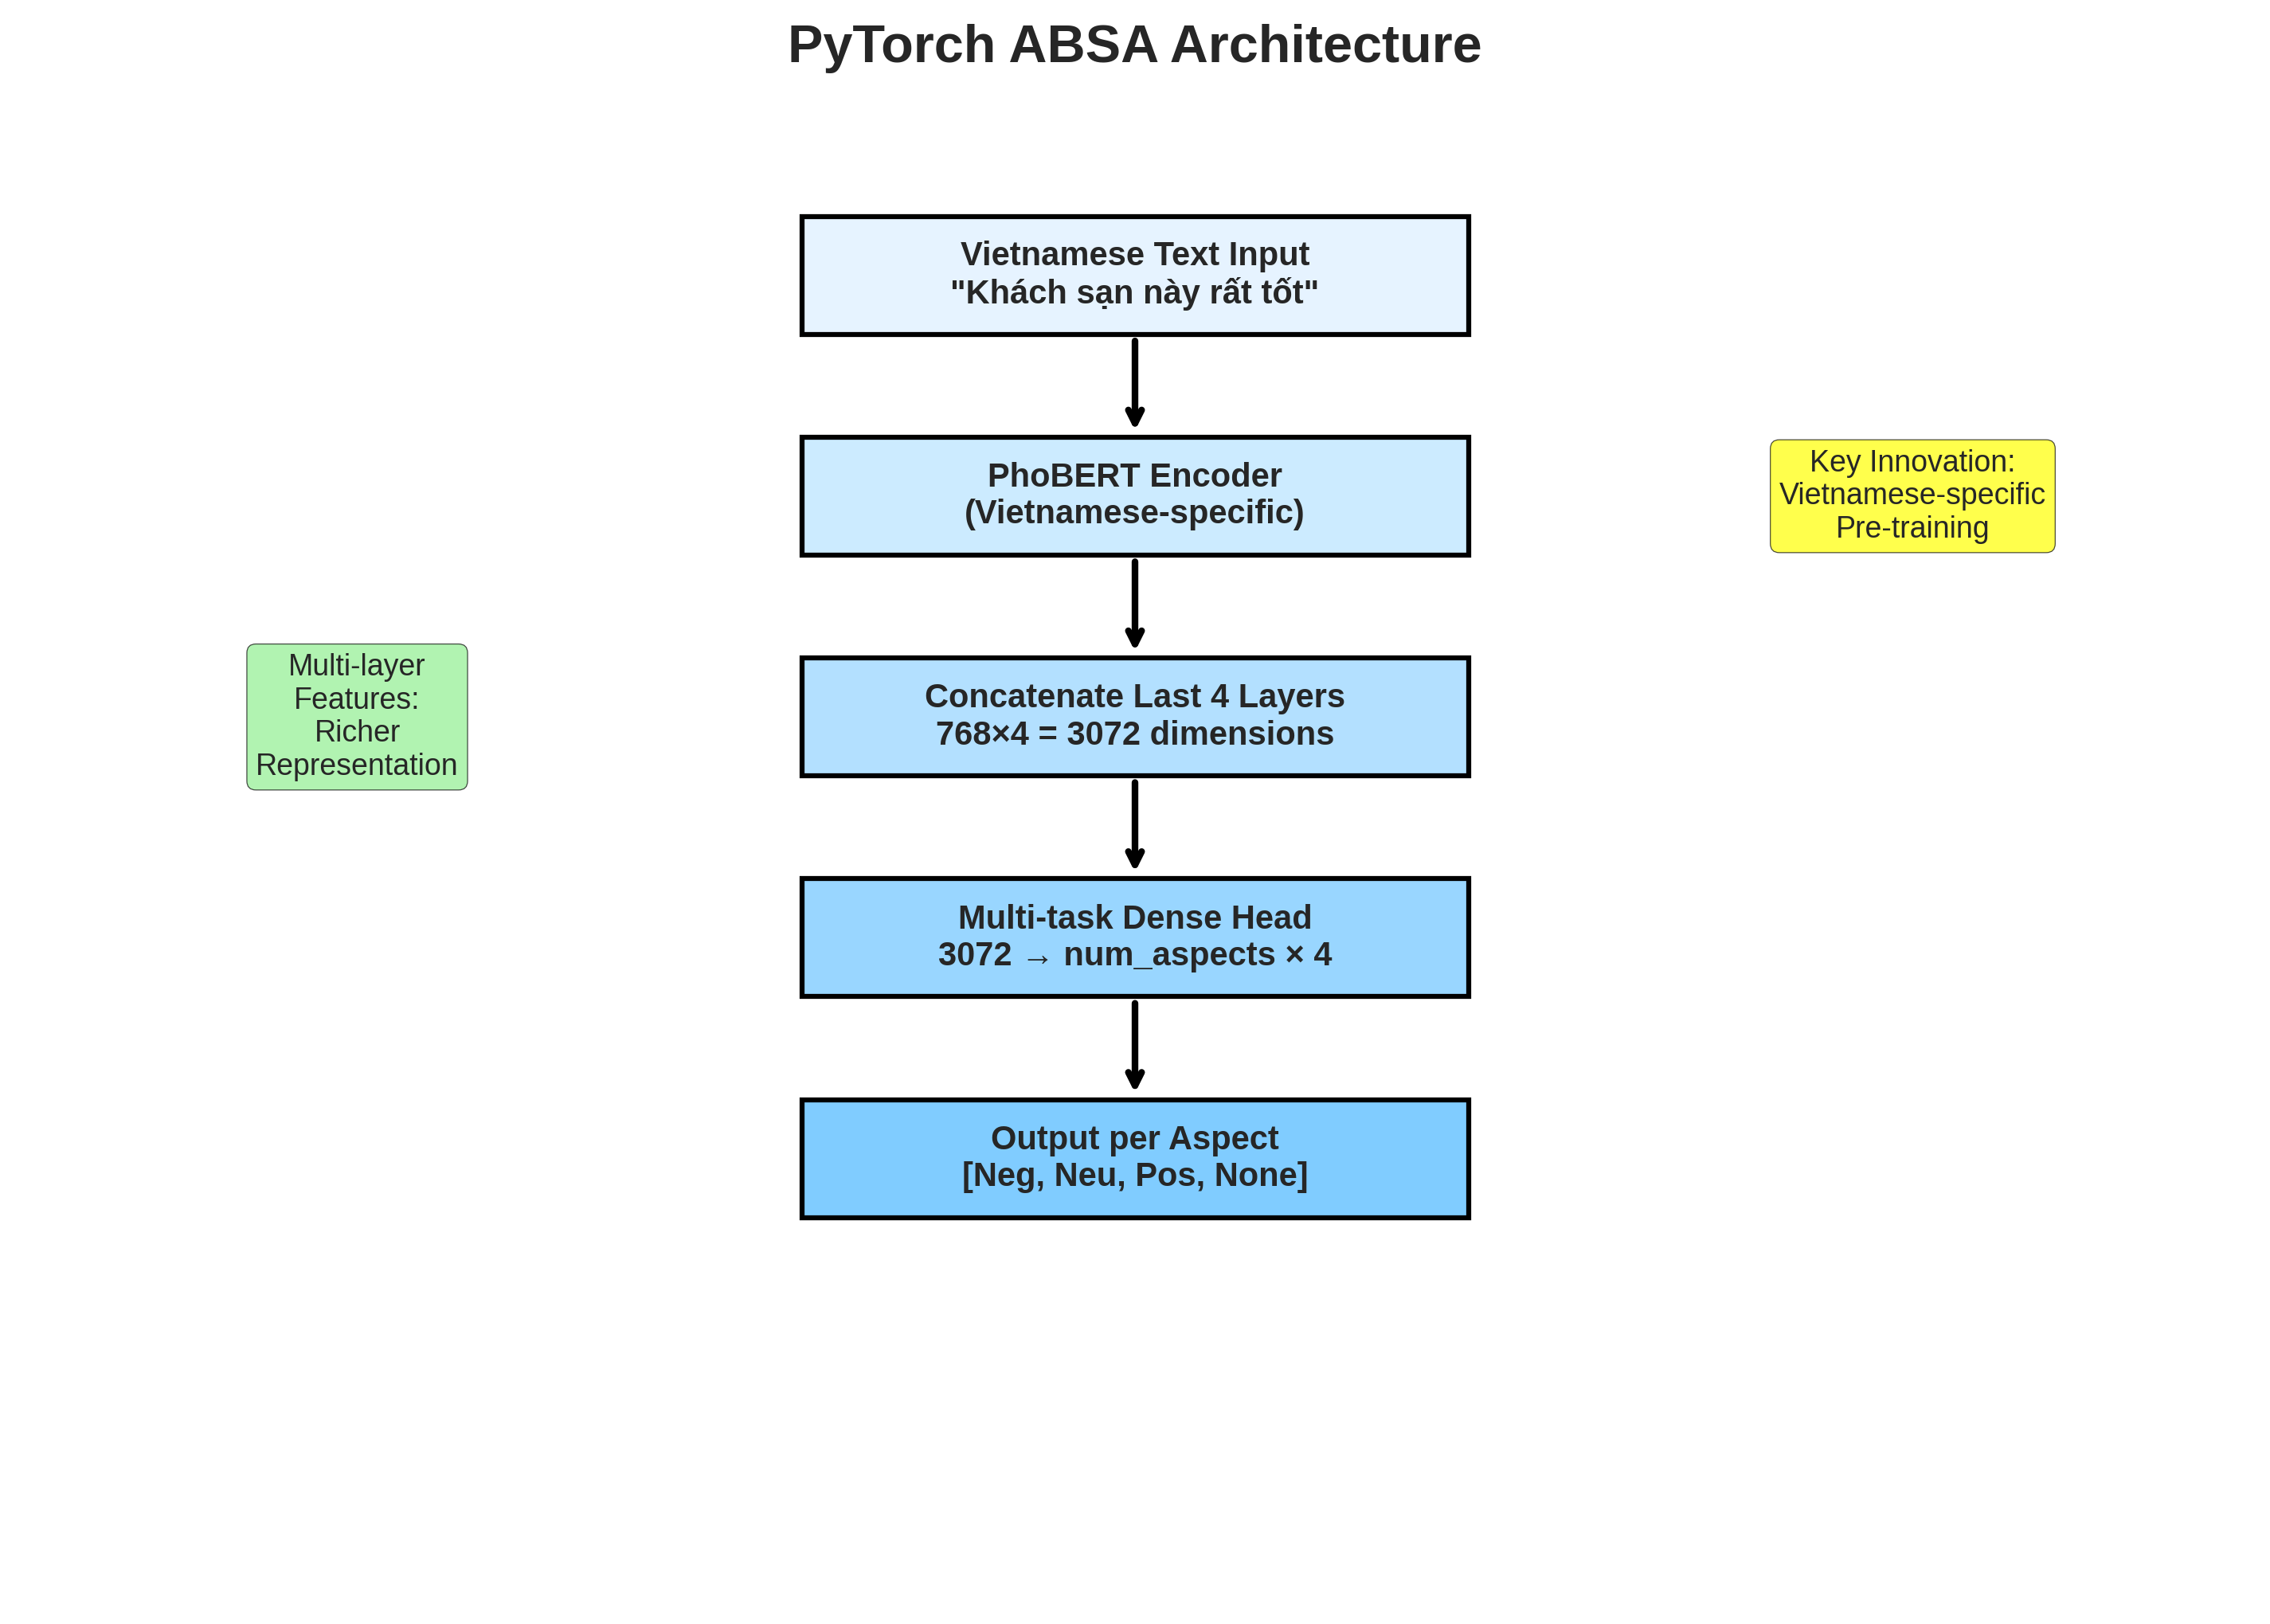 PyTorch ABSA Architecture
Vietnamese Text Input
"Khách sạn này rất tốt"
PhoBERT Encoder
(Vietnamese-specific)
Key Innovation:
Vietnamese-specific
Pre-training
Multi-layer
Features:
Richer
Representation
Concatenate Last 4 Layers
768×4 = 3072 dimensions
Multi-task Dense Head
3072 → num_aspects × 4
Output per Aspect
[Neg, Neu, Pos, None]